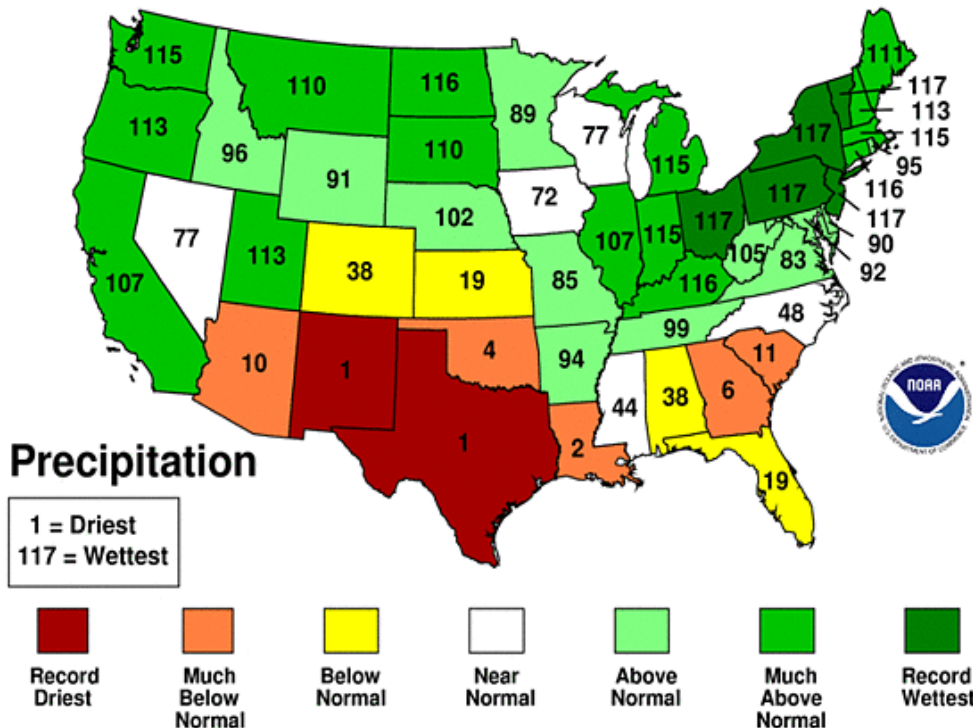 115
110
116
89
111
117
113
115
95
116
117
90
92
113
96
91
110
77
72
115
117
117
117
77
113
107
38
102
19
85
107
115
105
83
116
99
48
10
1
4
94
44
38
6
11
1
2
19
NOAA
Precipitation
1 = Driest
117 = Wettest
Record
Driest
Much
Below
Normal
Below
Normal
Near
Normal
Above
Normal
Much
Above
Normal
Record
Wettest